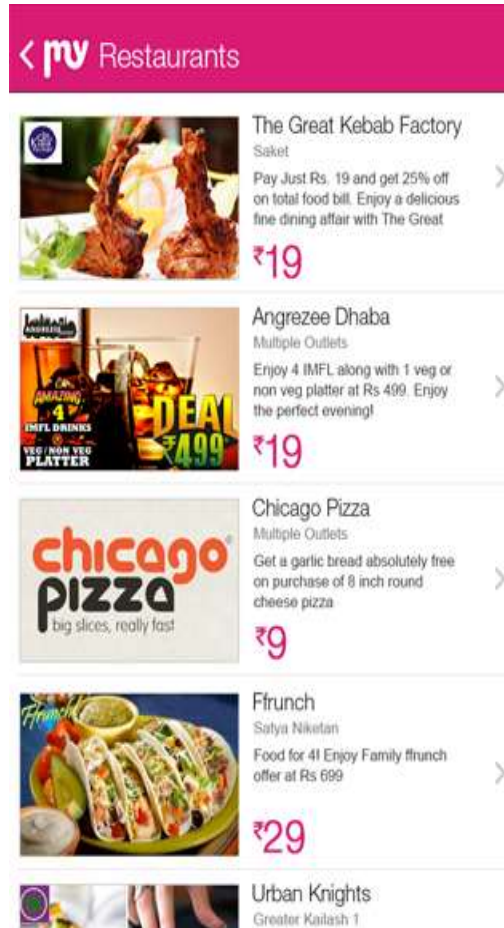 my Restaurants
The Great Kebab Factory
Saket
Pay Just Rs. 19 and get 25% off
on total food bill. Enjoy a delicious
fine dining affair with The Great
₹19
ANGREEZEE
AMAZING
4
IMFL DRINKS
+
VEG/NON VEG
PLATTER
DEAL
₹499
Angrezee Dhaba
Multiple Outlets
Enjoy 4 IMFL along with 1 veg or
non veg platter at Rs 499. Enjoy
the perfect evening!
₹19
chicago®
pizza
big slices, really fast
Chicago Pizza
Multiple Outlets
Get a garlic bread absolutely free
on purchase of 8 inch round
cheese pizza
₹9
Ffrunch
Ffrunch
Satya Niketan
Food for 4! Enjoy Family ffrunch
offer at Rs 699
₹29
Urban Knights
Greater Kailash 1